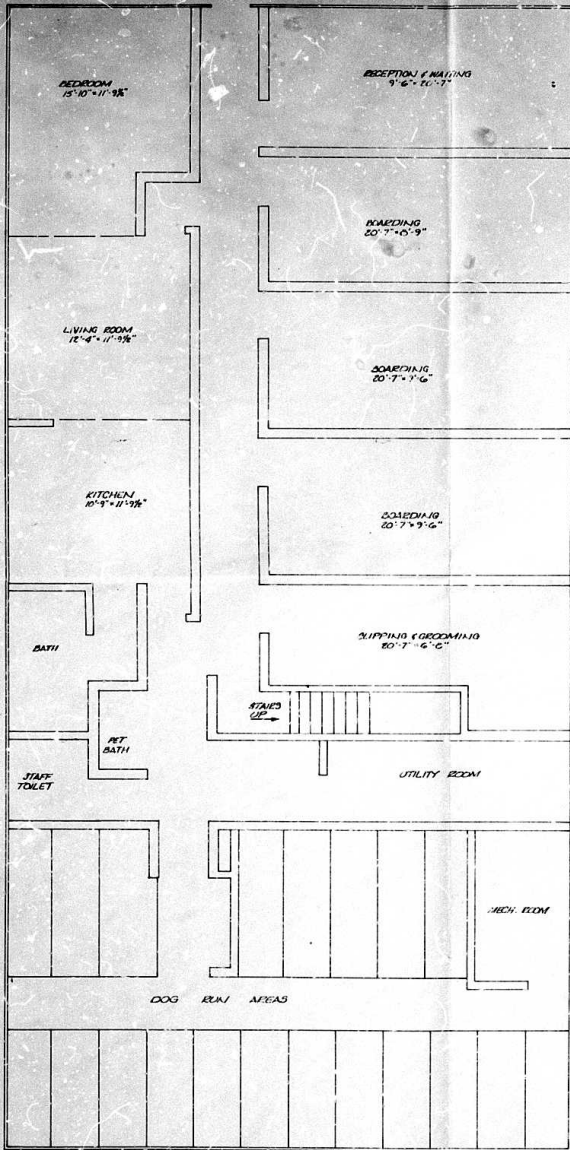 BEDROOM
15'-10" × 11'-9½"
RECEPTION & WAITING
9'-6" × 20'-7"
BOARDING
20'-7" × 8'-9"
LIVING ROOM
12'-4" × 11'-9½"
BOARDING
20'-7" × 9'-6"
KITCHEN
10'-9" × 11'-9½"
BOARDING
20'-7" × 9'-6"
BATH
CLIPPING & GROOMING
20'-7" × 6'-8"
STAIRS
UP
PET
BATH
STAFF
TOILET
UTILITY ROOM
MECH. ROOM
DOG RUN AREAS